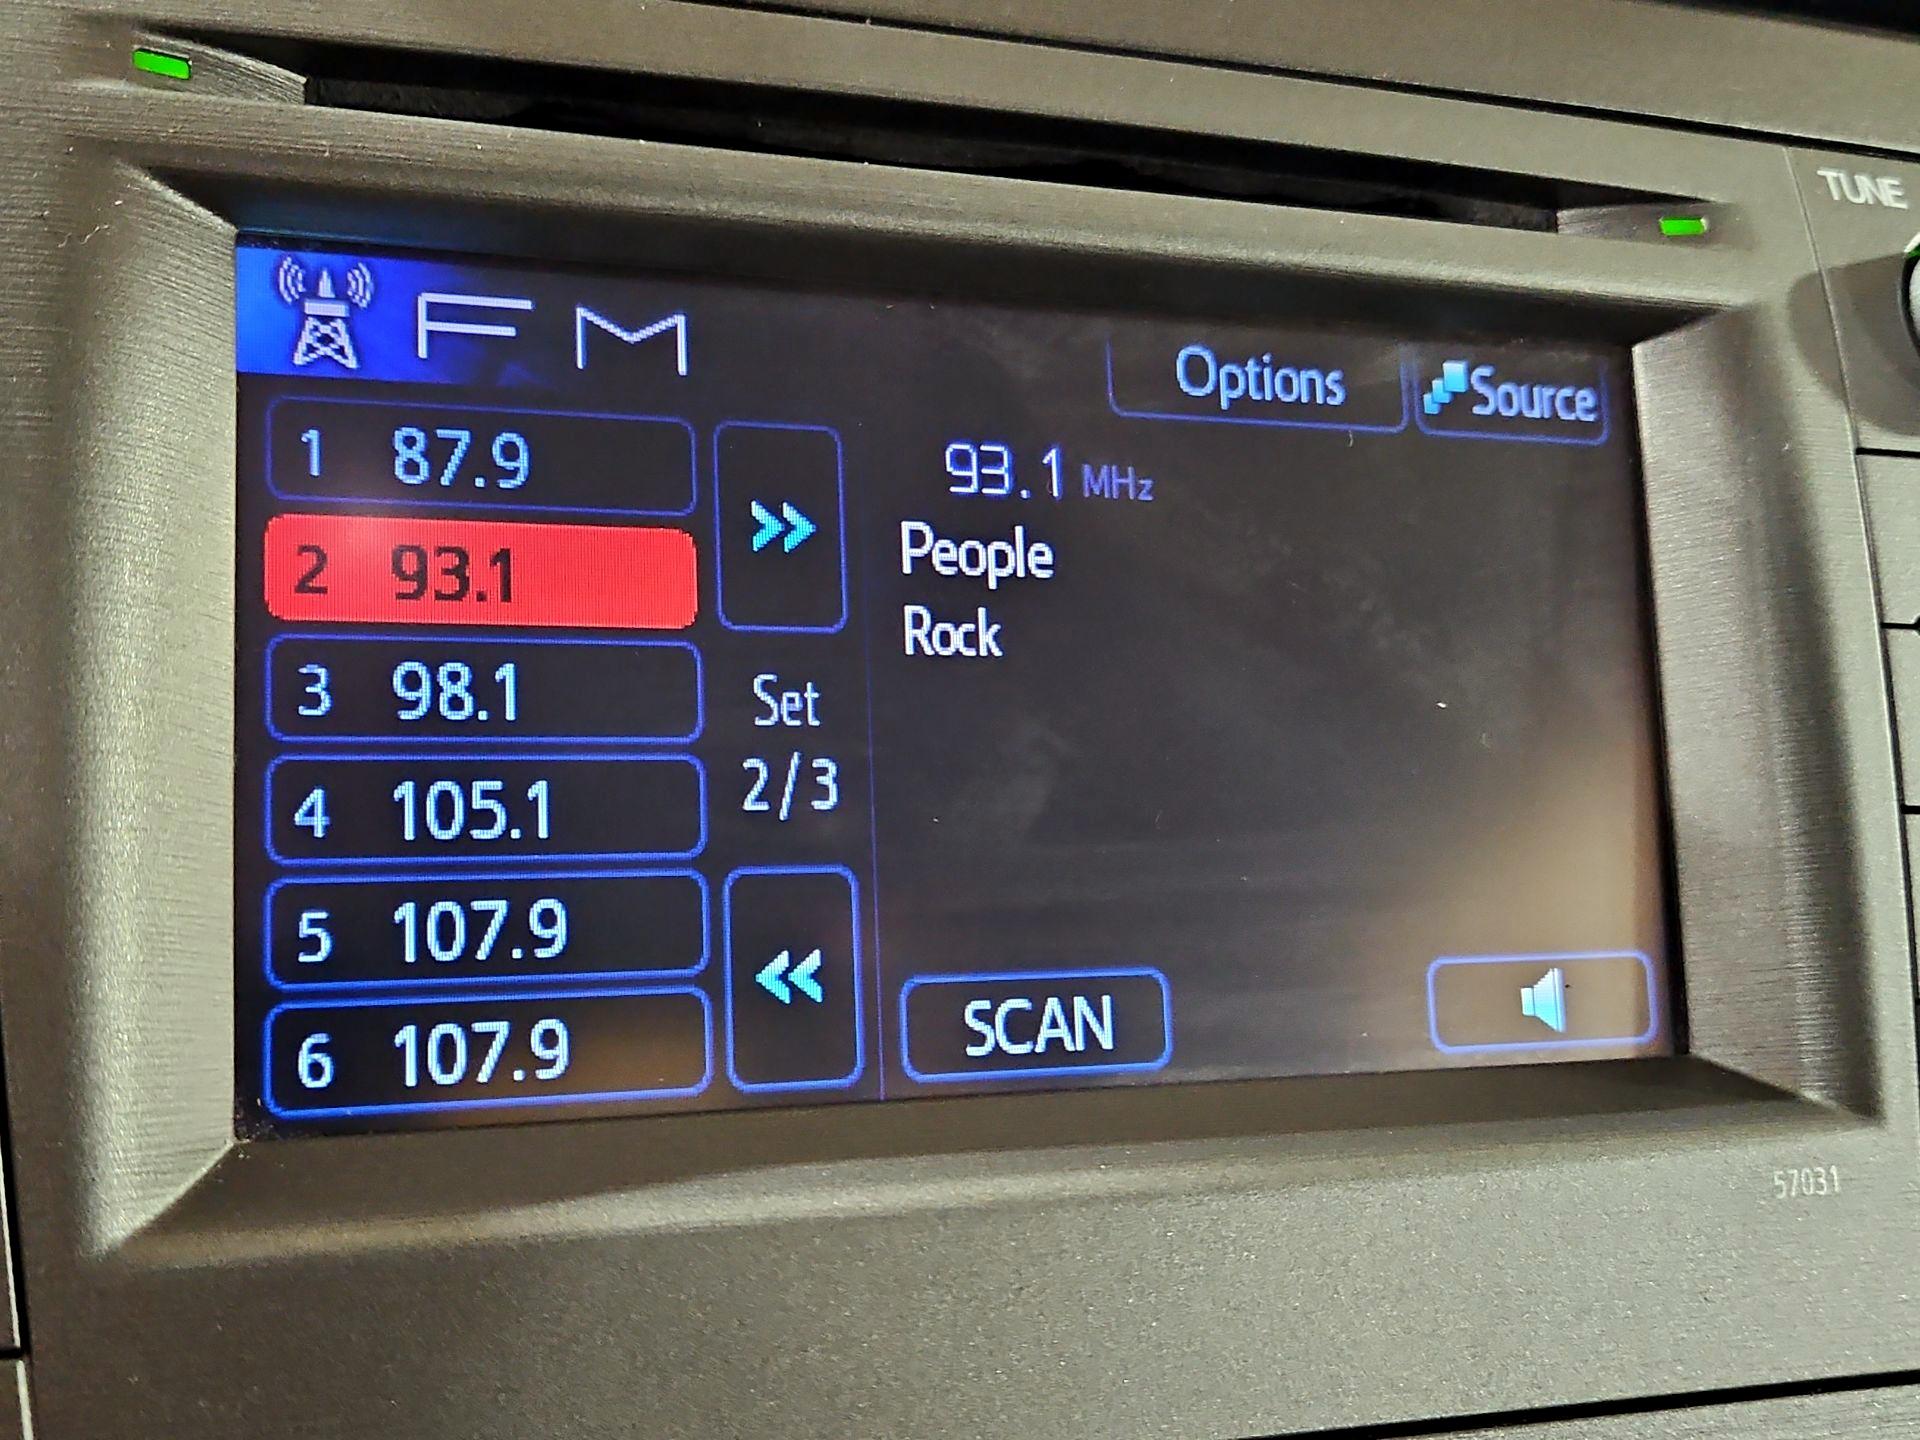 TUNE
FM
Options
Source
1 87.9
2 93.1
3 98.1
4 105.1
5 107.9
6 107.9
Set
2/3
93.1 MHz
People
Rock
SCAN
57031